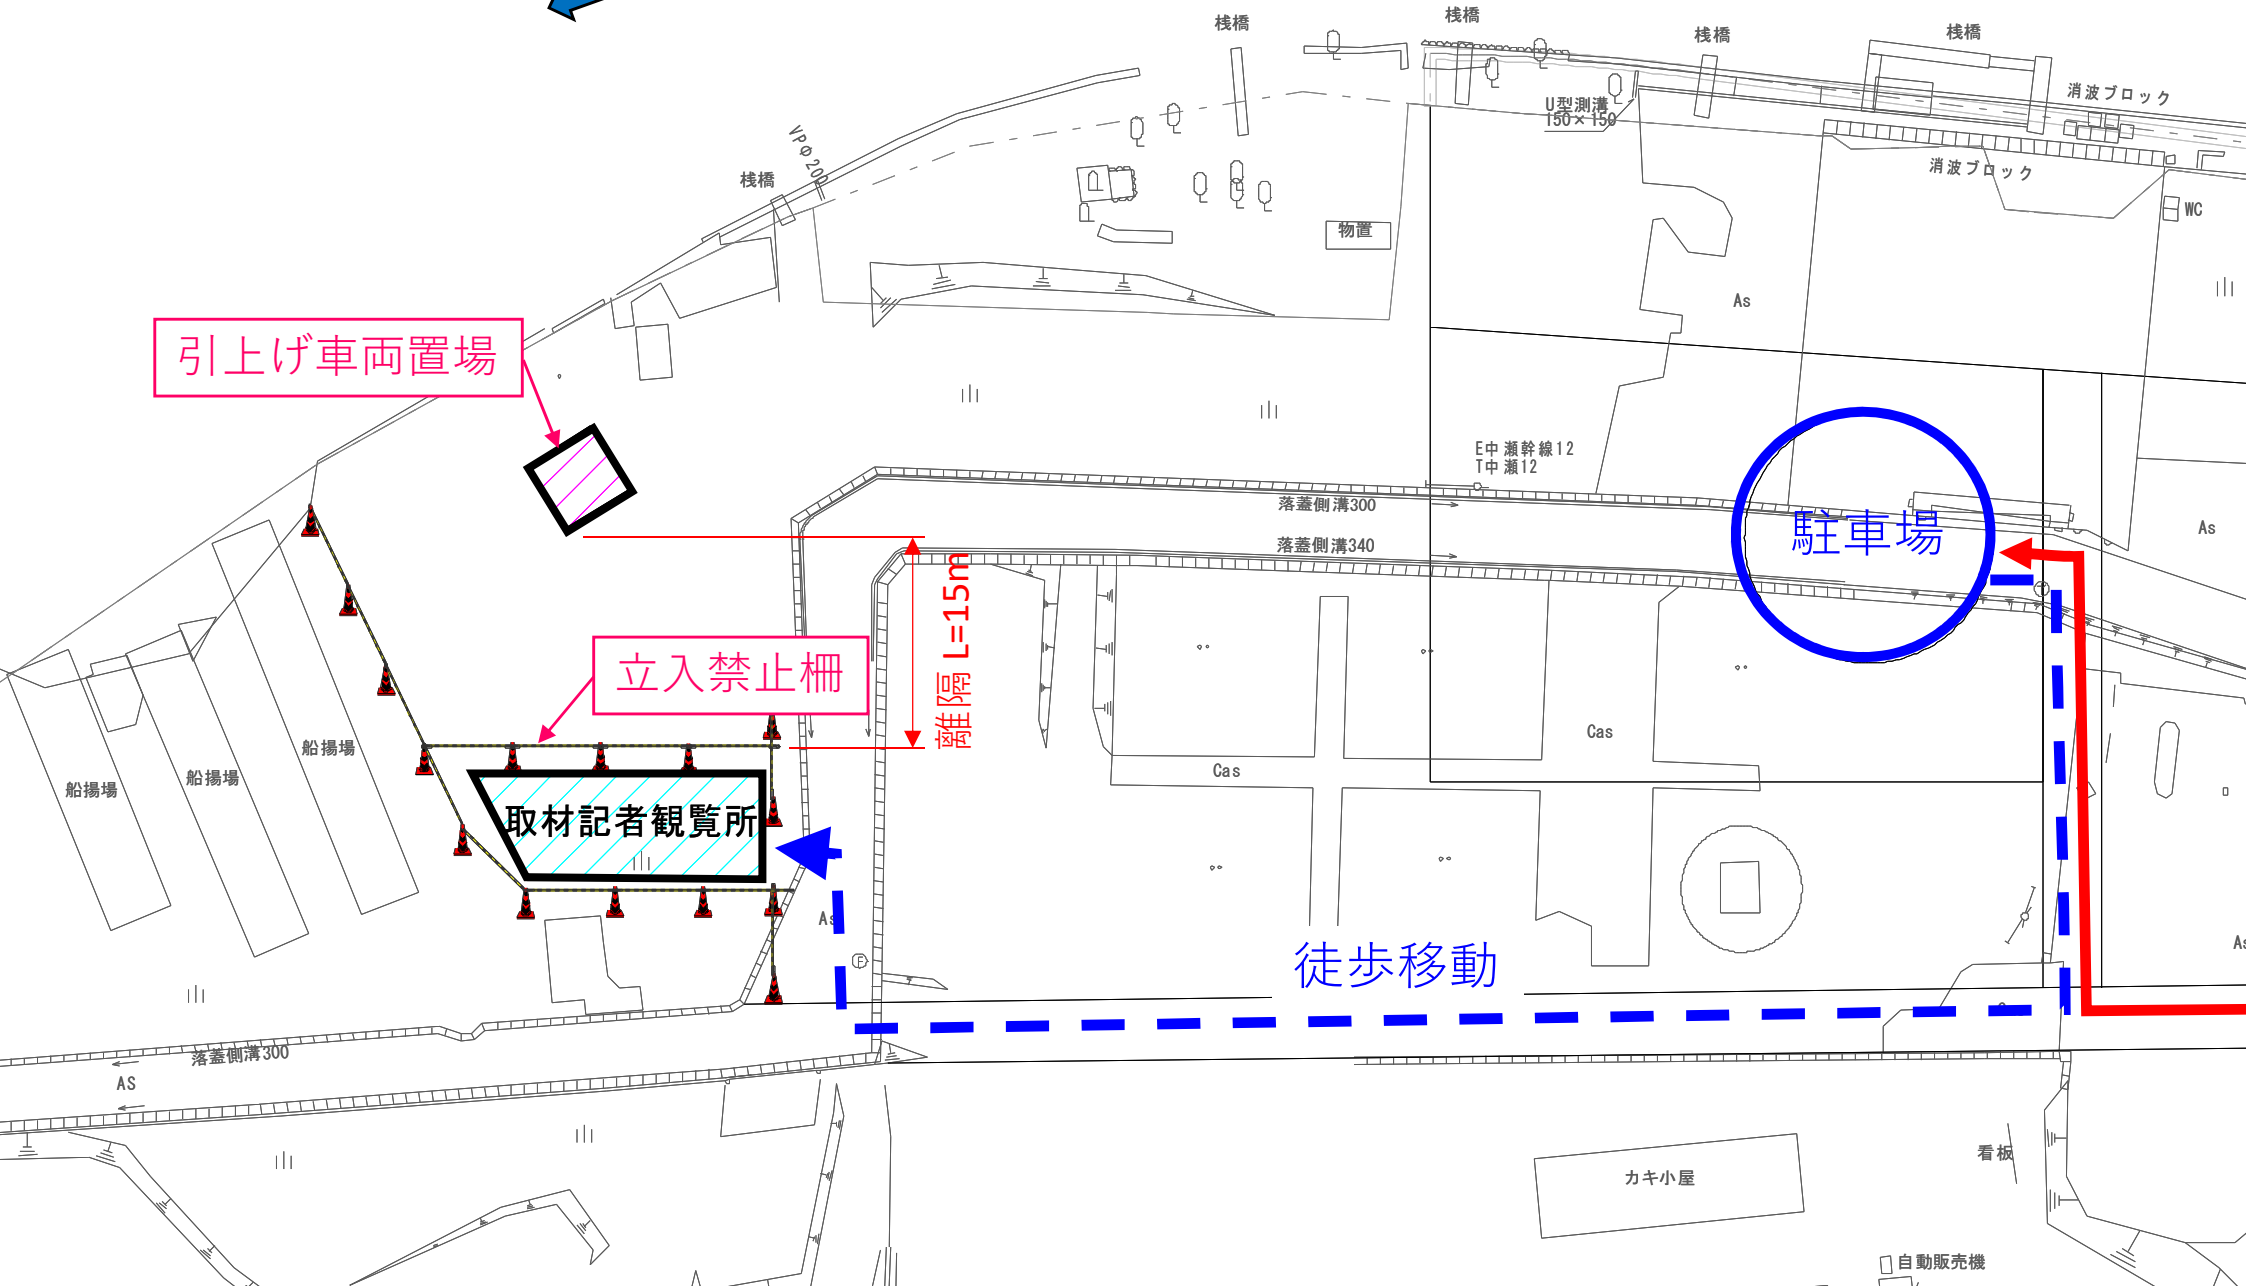 桟橋
桟橋
桟橋
桟橋
消波ブロック
U型測溝
150×150
VPΦ200
桟橋
消波ブロック
物置
WC
As
引上げ車両置場
E中瀬幹線12
T中瀬12
落蓋側溝300
駐車場
As
落蓋側溝340
離隔 L=15m
立入禁止柵
船揚場
船揚場
船揚場
Cas
Cas
取材記者観覧所
As
F
As
徒歩移動
落蓋側溝300
AS
看板
カキ小屋
自動販売機